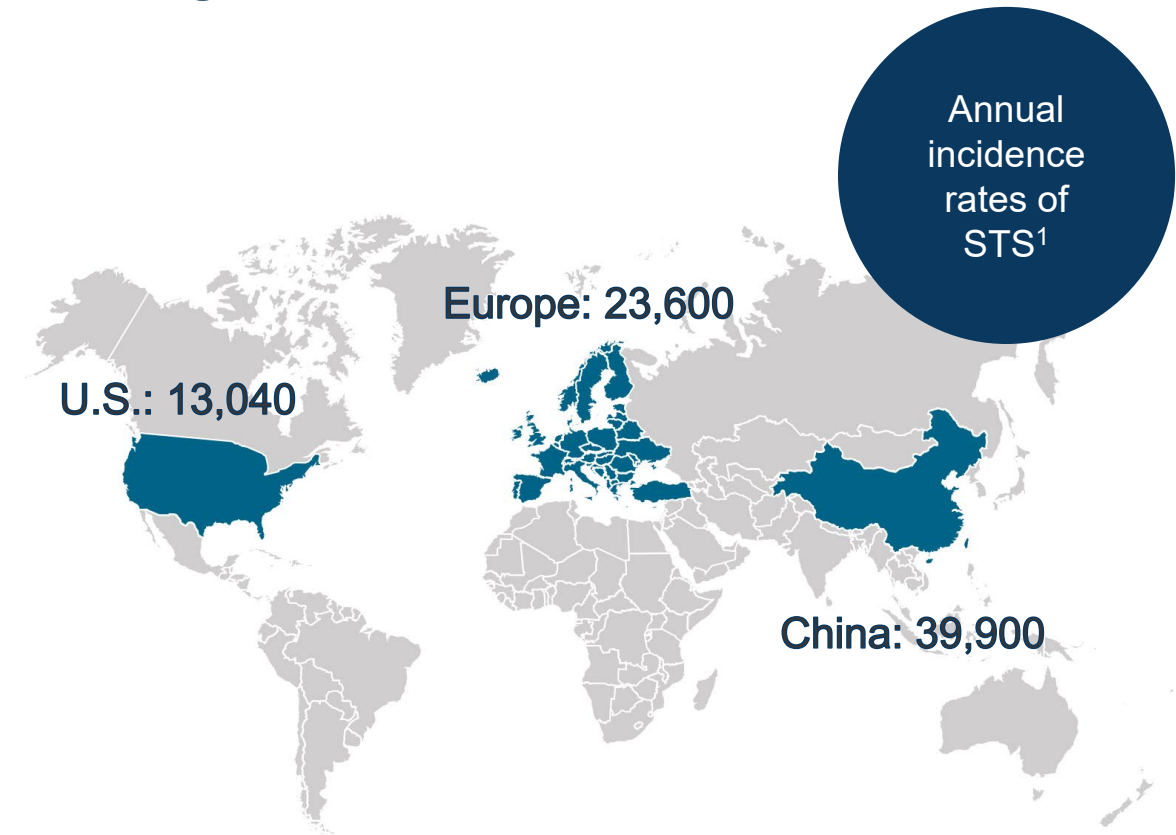 Annual
incidence
rates of
STS¹
Europe: 23,600
U.S.: 13,040
China: 39,900